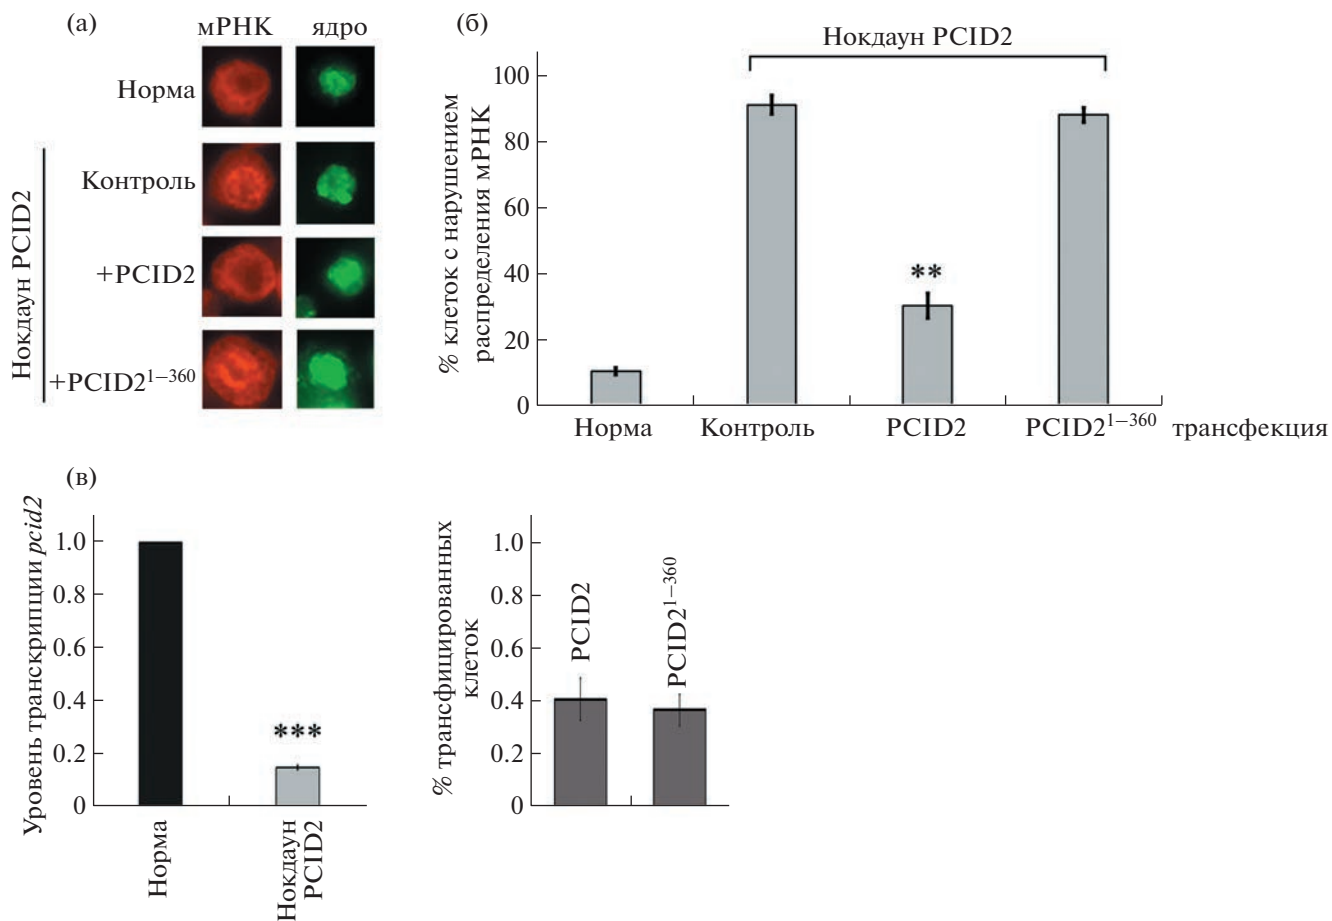 (а)
мРНК ядро
Норма
Контроль
+PCID2
+PCID2¹⁻³⁶⁰
Нокдаун PCID2
(б)
Нокдаун PCID2
% клеток с нарушением
распределения мРНК
100
80
60
40
20
0
Норма Контроль PCID2 PCID2¹⁻³⁶⁰ трансфекция
**
(в)
Уровень транскрипции pcid2
1.0
0.8
0.6
0.4
0.2
0
***
Норма
Нокдаун
PCID2
% трансфицированных
клеток
1.0
0.8
0.6
0.4
0.2
0
PCID2
PCID2¹⁻³⁶⁰